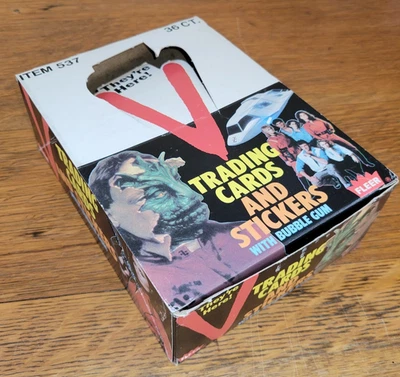 ITEM 537
36 CT.
They're
Here!
V
TRADING
CARDS
AND
STICKERS
WITH BUBBLE GUM
FLEER
They're
Here!
V
TRADING
CARDS
AND